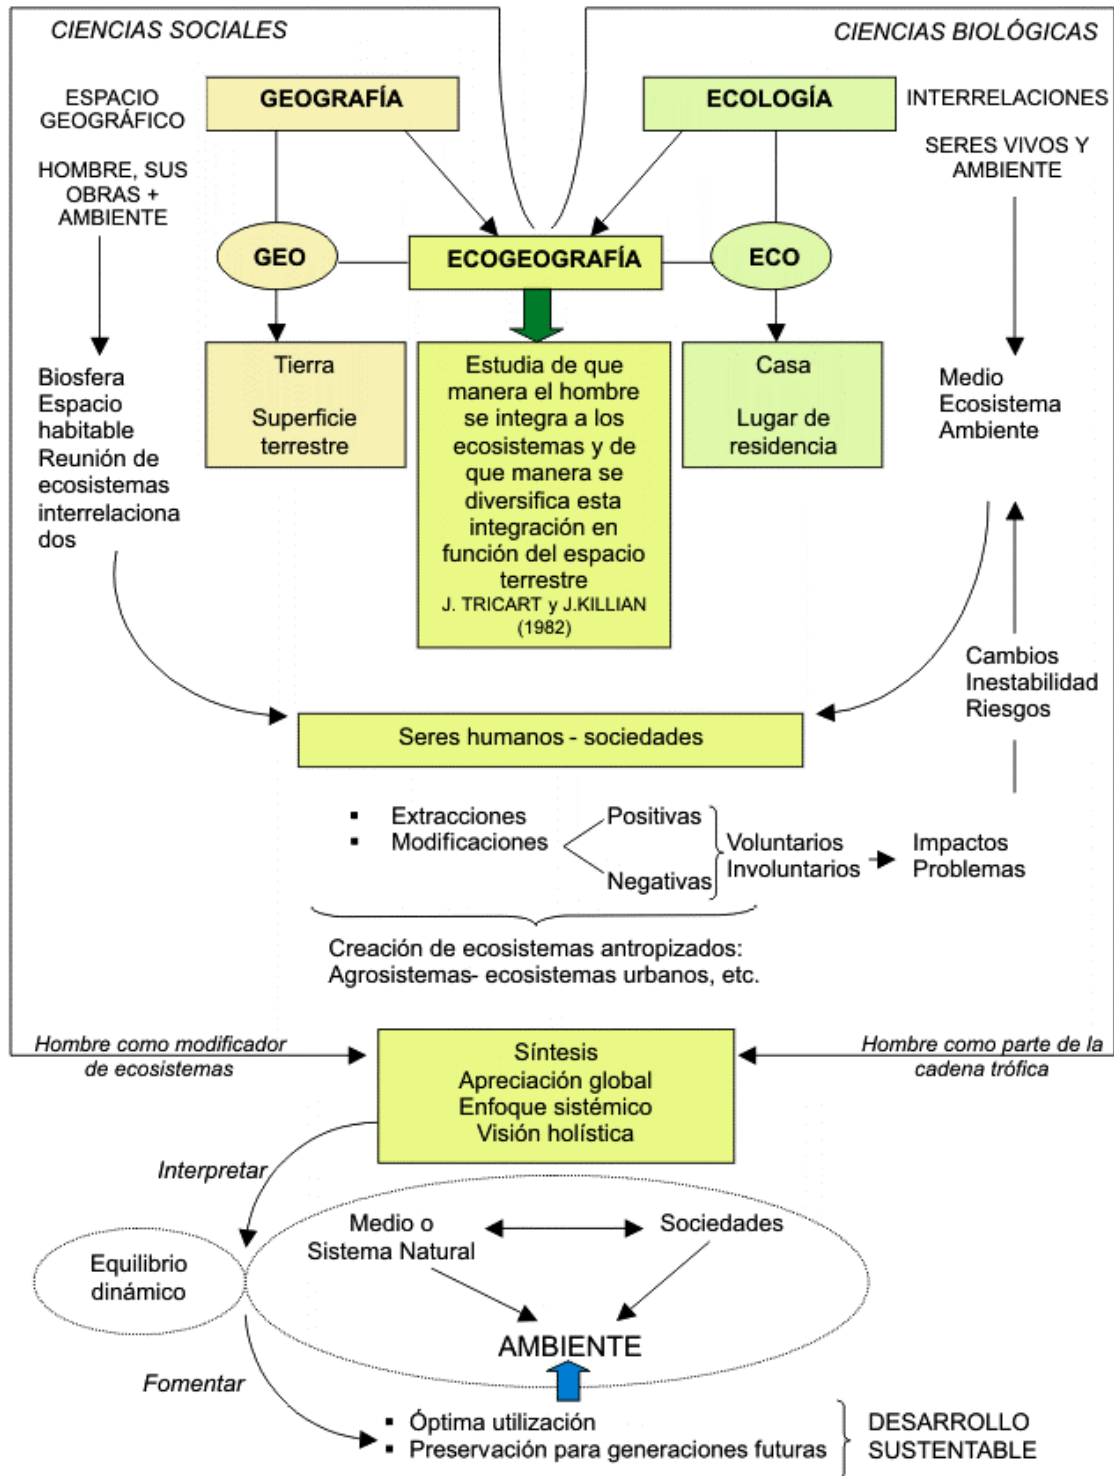 CIENCIAS SOCIALES
CIENCIAS BIOLÓGICAS
ESPACIO
GEOGRÁFICO
GEOGRAFÍA
ECOLOGÍA
INTERRELACIONES
HOMBRE, SUS
OBRAS +
AMBIENTE
SERES VIVOS Y
AMBIENTE
GEO
ECOGEOGRAFÍA
ECO
Biosfera
Espacio
habitable
Reunión de
ecosistemas
interrelaciona
dos
Tierra
Superficie
terrestre
Estudia de que
manera el hombre
se integra a los
ecosistemas y de
que manera se
diversifica esta
integración en
función del espacio
terrestre
J. TRICART y J.KILLIAN
(1982)
Casa
Lugar de
residencia
Medio
Ecosistema
Ambiente
Cambios
Inestabilidad
Riesgos
Seres humanos - sociedades
▪ Extracciones
▪ Modificaciones
Positivas
Negativas
Voluntarios
Involuntarios
Impactos
Problemas
Creación de ecosistemas antropizados:
Agrosistemas- ecosistemas urbanos, etc.
Hombre como modificador
de ecosistemas
Síntesis
Apreciación global
Enfoque sistémico
Visión holística
Hombre como parte de la
cadena trófica
Interpretar
Equilibrio
dinámico
Medio o
Sistema Natural
Sociedades
AMBIENTE
Fomentar
▪ Óptima utilización
▪ Preservación para generaciones futuras
DESARROLLO
SUSTENTABLE